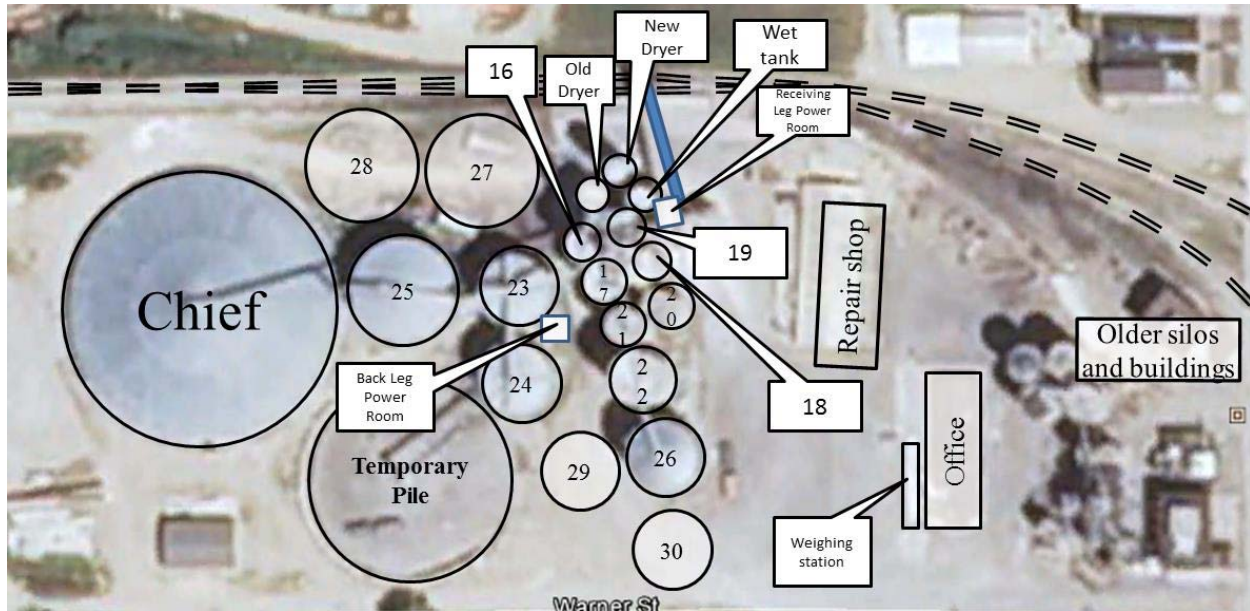 New
Dryer
Wet
tank
16
Old
Dryer
Receiving
Leg Power
Room
28
27
19
Chief
25
23
1
7
2
0
2
1
Repair shop
Older silos
and buildings
Back Leg
Power
Room
24
2
2
18
Temporary
Pile
29
26
Office
Weighing
station
30
Warner St